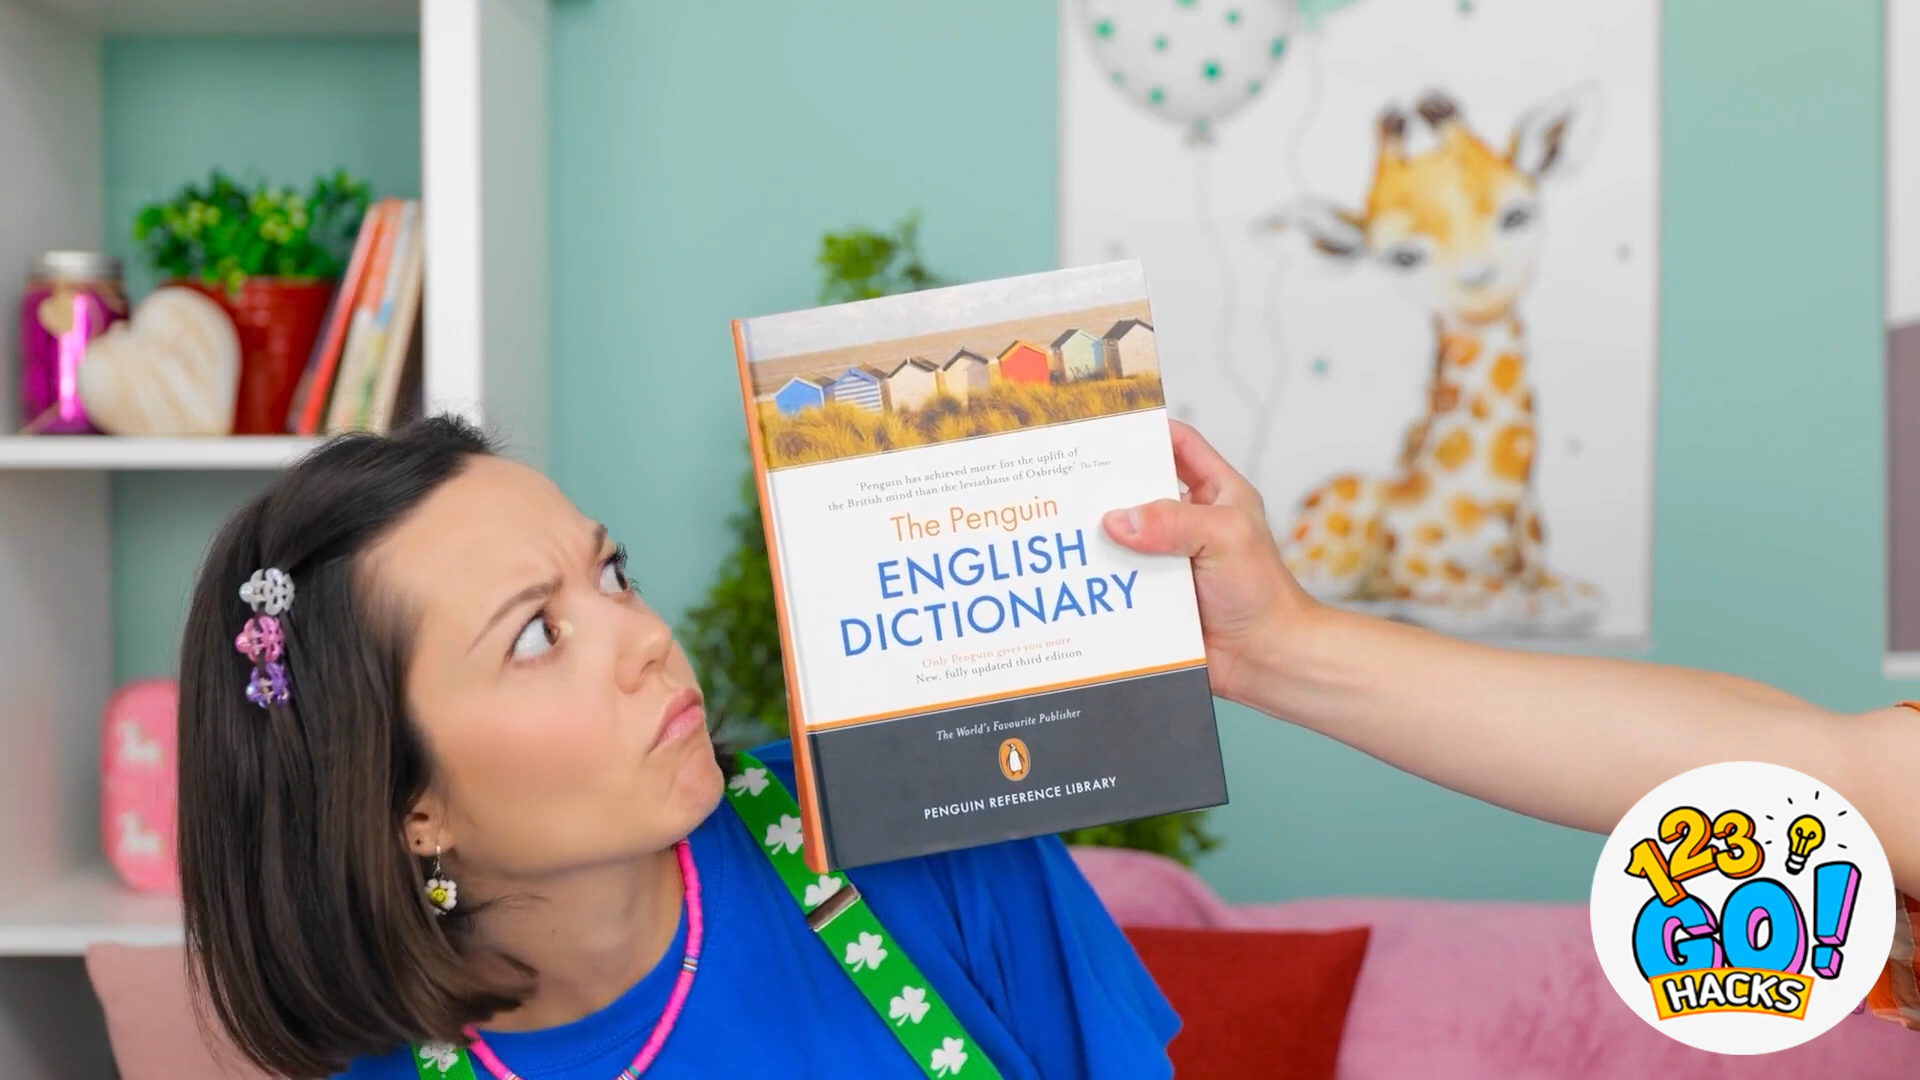 'Penguin has achieved more for the uplift of
the British mind than the leviathans of Oxbridge' The Times
The Penguin
ENGLISH
DICTIONARY
Only Penguin gives you more
New, fully updated third edition
The World's Favourite Publisher
PENGUIN REFERENCE LIBRARY
123
GO!
HACKS